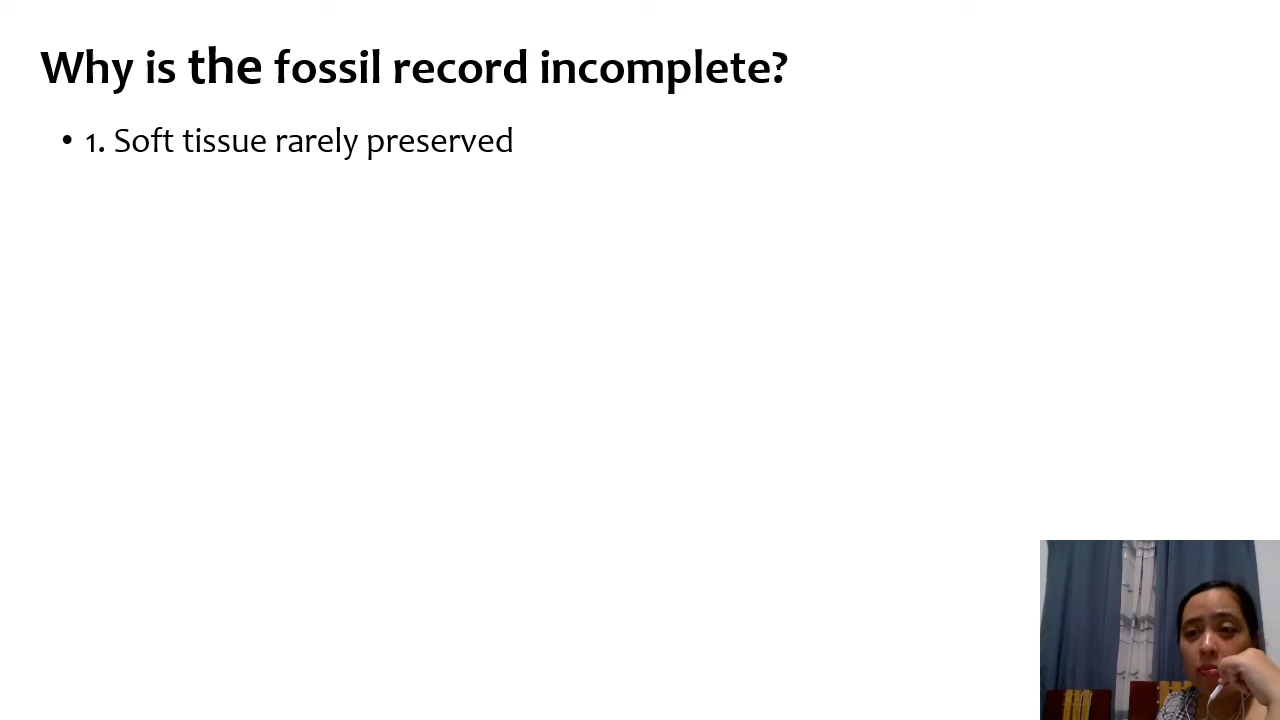 Why is the fossil record incomplete?
• 1. Soft tissue rarely preserved